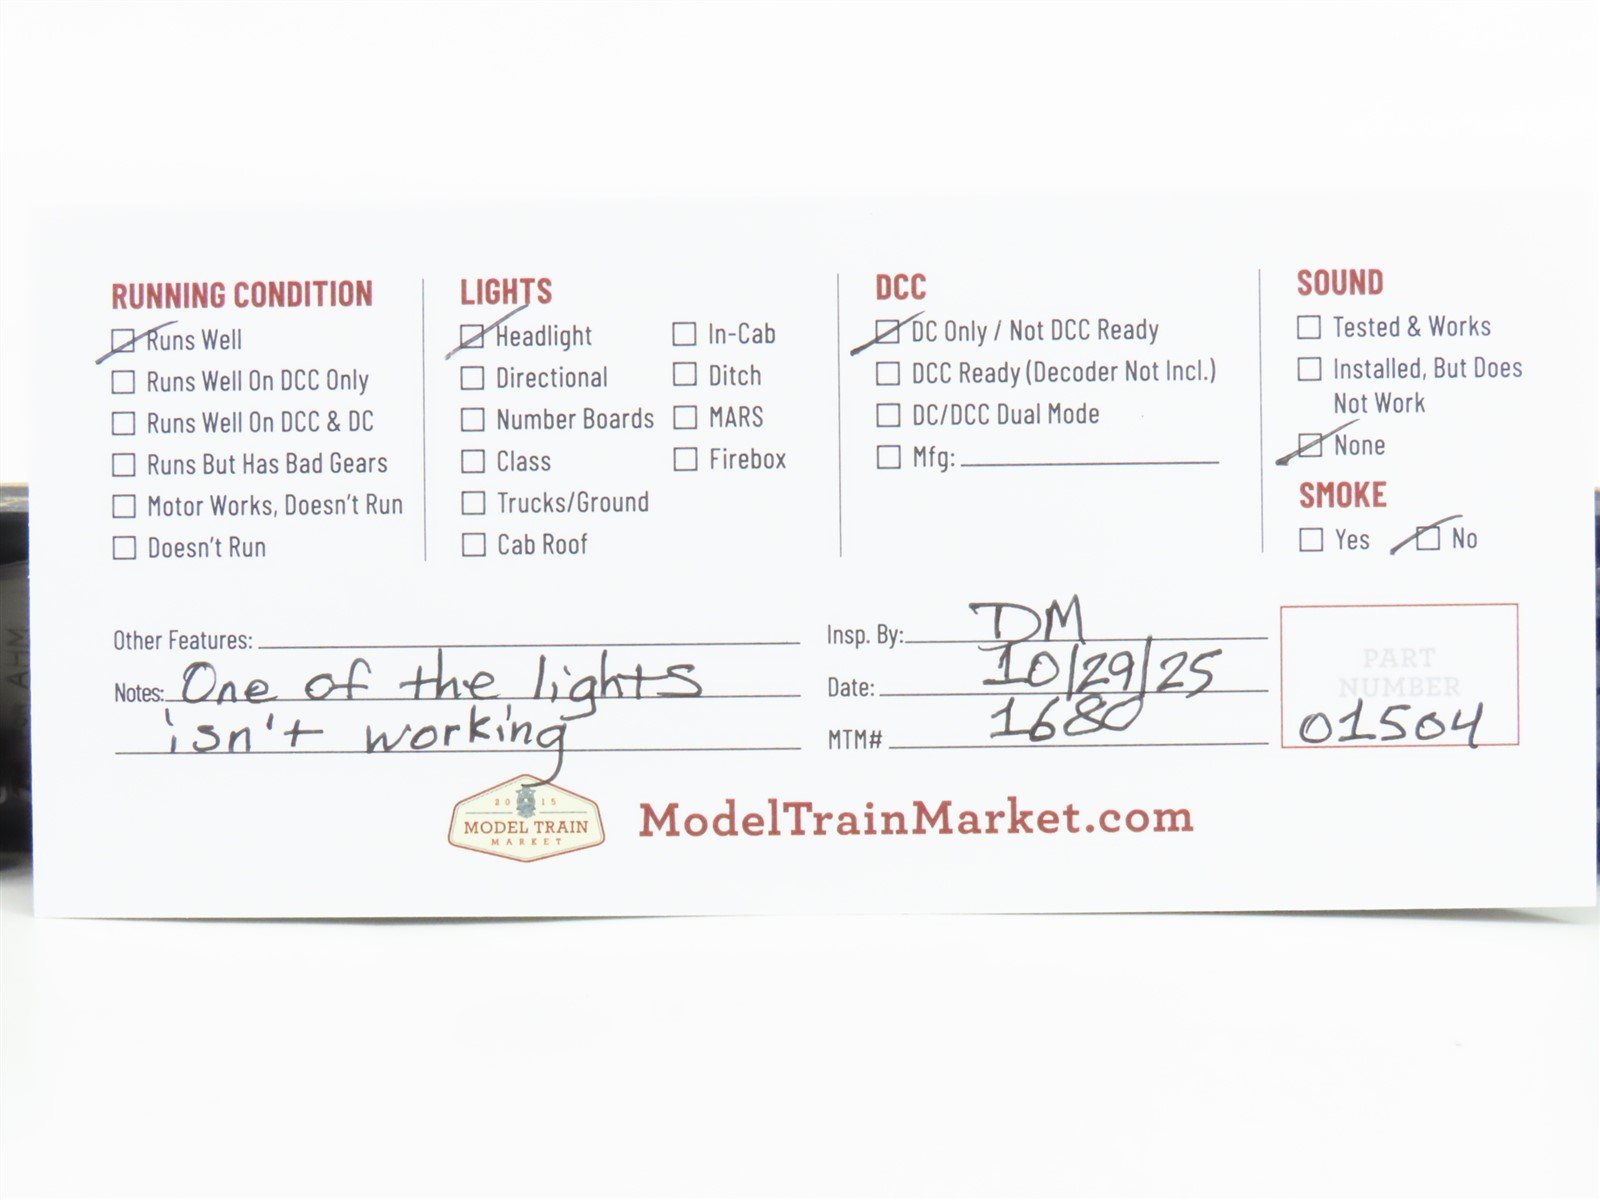 RUNNING CONDITION
Runs Well
Runs Well On DCC Only
Runs Well On DCC & DC
Runs But Has Bad Gears
Motor Works, Doesn't Run
Doesn't Run
LIGHTS
Headlight
Directional
Number Boards
Class
Trucks/Ground
Cab Roof
In-Cab
Ditch
MARS
Firebox
DCC
DC Only / Not DCC Ready
DCC Ready (Decoder Not Incl.)
DC/DCC Dual Mode
Mfg:
SOUND
Tested & Works
Installed, But Does
Not Work
None
SMOKE
Yes No
Other Features:
Notes: One of the lights
isn't working
Insp. By: DM
Date: 10/29/25
MTM# 1680
PART
NUMBER
01504
2015
MODEL TRAIN
MARKET
ModelTrainMarket.com
AHM